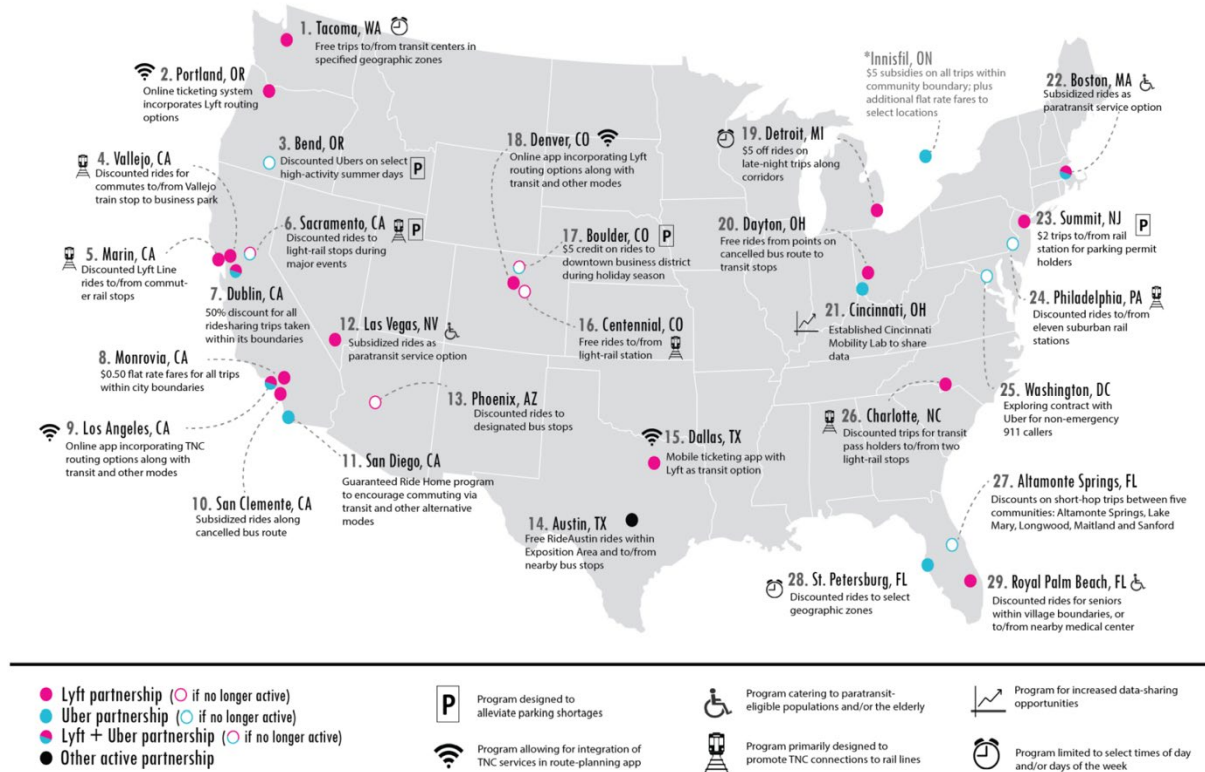 1. Tacoma, WA
Free trips to/from transit centers in
specified geographic zones
2. Portland, OR
Online ticketing system
incorporates Lyft routing
options
3. Bend, OR
Discounted Ubers on select
high-activity summer days
P
4. Vallejo, CA
Discounted rides for
commutes to/from Vallejo
train stop to business park
5. Marin, CA
Discounted Lyft Line
rides to/from commut-
er rail stops
6. Sacramento, CA
Discounted rides to
light-rail stops during
major events
P
7. Dublin, CA
50% discount for all
ridesharing trips taken
within its boundaries
8. Monrovia, CA
$0.50 flat rate fares for all trips
within city boundaries
9. Los Angeles, CA
Online app incorporating TNC
routing options along with
transit and other modes
10. San Clemente, CA
Subsidized rides along
cancelled bus route
11. San Diego, CA
Guaranteed Ride Home program
to encourage commuting via
transit and other alternative
modes
12. Las Vegas, NV
Subsidized rides as
paratransit service option
13. Phoenix, AZ
Discounted rides to
designated bus stops
14. Austin, TX
Free RideAustin rides within
Exposition Area and to/from
nearby bus stops
15. Dallas, TX
Mobile ticketing app with
Lyft as transit option
16. Centennial, CO
Free rides to/from
light-rail station
17. Boulder, CO
P
$5 credit on rides to
downtown business district
during holiday season
18. Denver, CO
Online app incorporating Lyft
routing options along with
transit and other modes
19. Detroit, MI
$5 off rides on
late-night trips along
corridors
20. Dayton, OH
Free rides from points on
cancelled bus route to
transit stops
21. Cincinnati, OH
Established Cincinnati
Mobility Lab to share
data
*Innisfil, ON
$5 subsidies on all trips within
community boundary; plus
additional flat rate fares to
select locations
22. Boston, MA
Subsidized rides as
paratransit service option
23. Summit, NJ
P
$2 trips to/from rail
station for parking permit
holders
24. Philadelphia, PA
Discounted rides to/from
eleven suburban rail
stations
25. Washington, DC
Exploring contract with
Uber for non-emergency
911 callers
26. Charlotte, NC
Discounted trips for transit
pass holders to/from two
light-rail stops
27. Altamonte Springs, FL
Discounts on short-hop trips between five
communities: Altamonte Springs, Lake
Mary, Longwood, Maitland and Sanford
28. St. Petersburg, FL
Discounted rides to select
geographic zones
29. Royal Palm Beach, FL
Discounted rides for seniors
within village boundaries, or
to/from nearby medical center
Lyft partnership (if no longer active)
Uber partnership (if no longer active)
Lyft + Uber partnership (if no longer active)
Other active partnership
P
Program designed to
alleviate parking shortages
Program allowing for integration of
TNC services in route-planning app
Program catering to paratransit-
eligible populations and/or the elderly
Program primarily designed to
promote TNC connections to rail lines
Program for increased data-sharing
opportunities
Program limited to select times of day
and/or days of the week